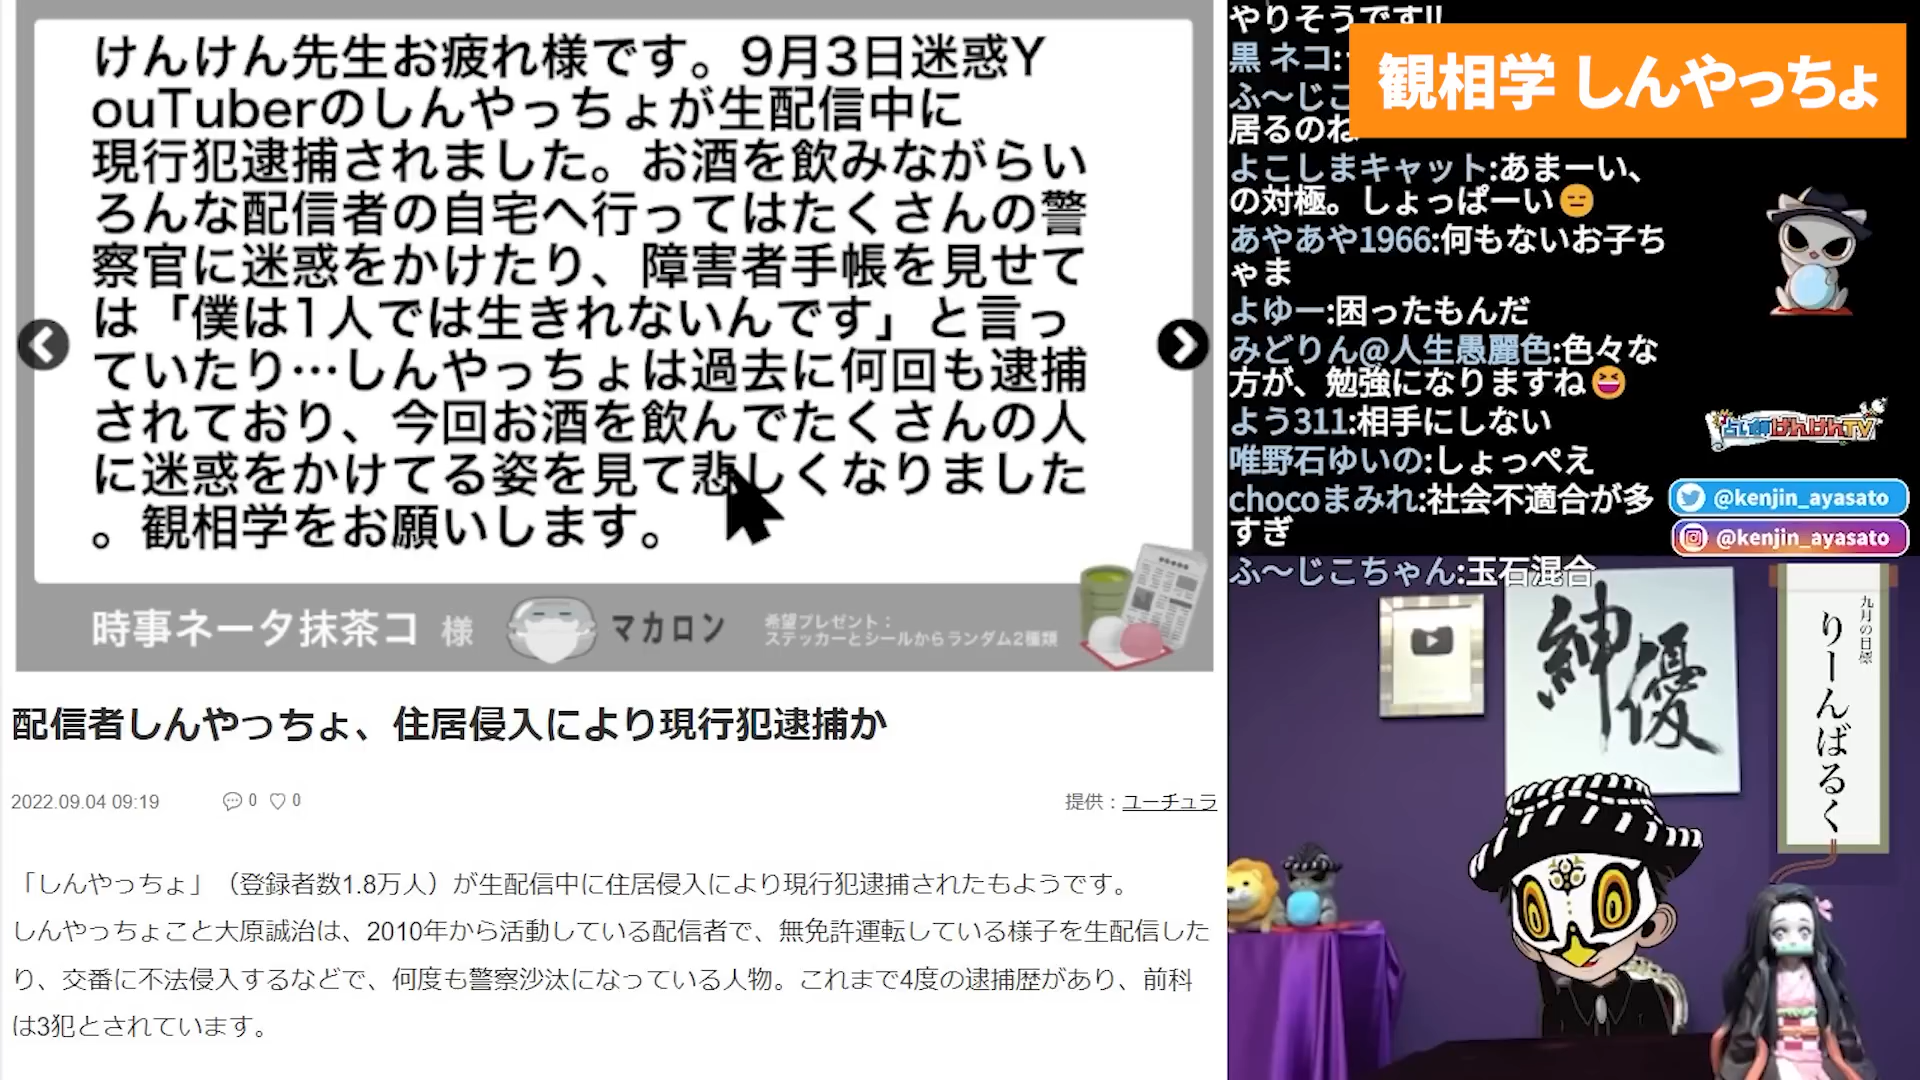 けんけん先生お疲れ様です。9月3日迷惑Y
ouTuberのしんやっちょが生配信中に
現行犯逮捕されました。お酒を飲みながらい
ろんな配信者の自宅へ行ってはたくさんの警
察官に迷惑をかけたり、障害者手帳を見せて
は「僕は1人では生きれないんです」と言っ
ていたり…しんやっちょは過去に何回も逮捕
されており、今回お酒を飲んでたくさんの人
に迷惑をかけてる姿を見て悲しくなりました
。観相学をお願いします。
時事ネータ抹茶コ 様
マカロン
希望プレゼント：
ステッカーとシールからランダム2種類
配信者しんやっちょ、住居侵入により現行犯逮捕か
2022.09.04 09:19
0
0
提供：ユーチュラ
「しんやっちょ」（登録者数1.8万人）が生配信中に住居侵入により現行犯逮捕されたもようです。
しんやっちょこと大原誠治は、2010年から活動している配信者で、無免許運転している様子を生配信した
り、交番に不法侵入するなどで、何度も警察沙汰になっている人物。これまで4度の逮捕歴があり、前科
は3犯とされています。
観相学 しんやっちょ
やりそうです!!
黒 ネコ:
ふ〜じこ
居るのね
よこしまキャット:あまーい、
の対極。しょっぱーい😑
あやあや1966:何もないお子ち
ゃま
よゆー:困ったもんだ
みどりん@人生愚麗色:色々な
方が、勉強になりますね😆
よう311:相手にしない
唯野石ゆいの:しょっぺえ
chocoまみれ:社会不適合が多
すぎ
ふ〜じこちゃん:玉石混合
占い師けんけんTV
@kenjin_ayasato
@kenjin_ayasato
紳優
九月の目標
りーんばるく